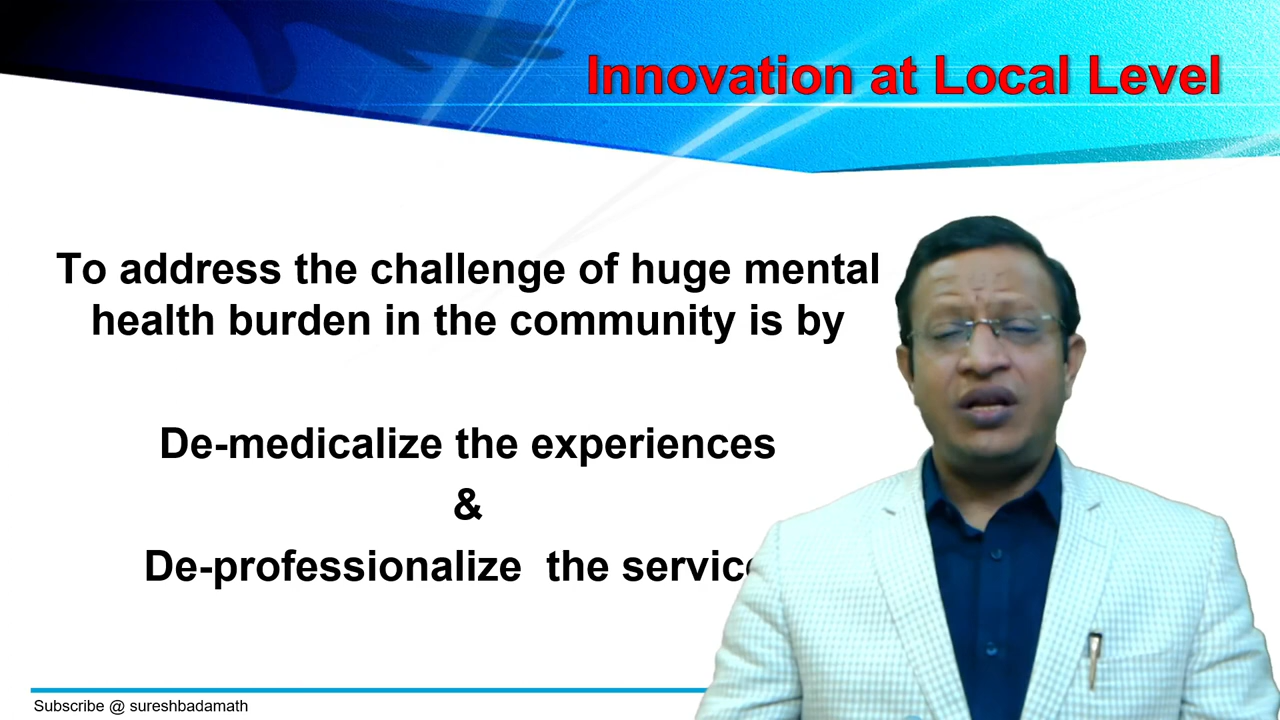 Innovation at Local Level
To address the challenge of huge mental
health burden in the community is by
De-medicalize the experiences
&
De-professionalize the
Subscribe @ sureshbadamath